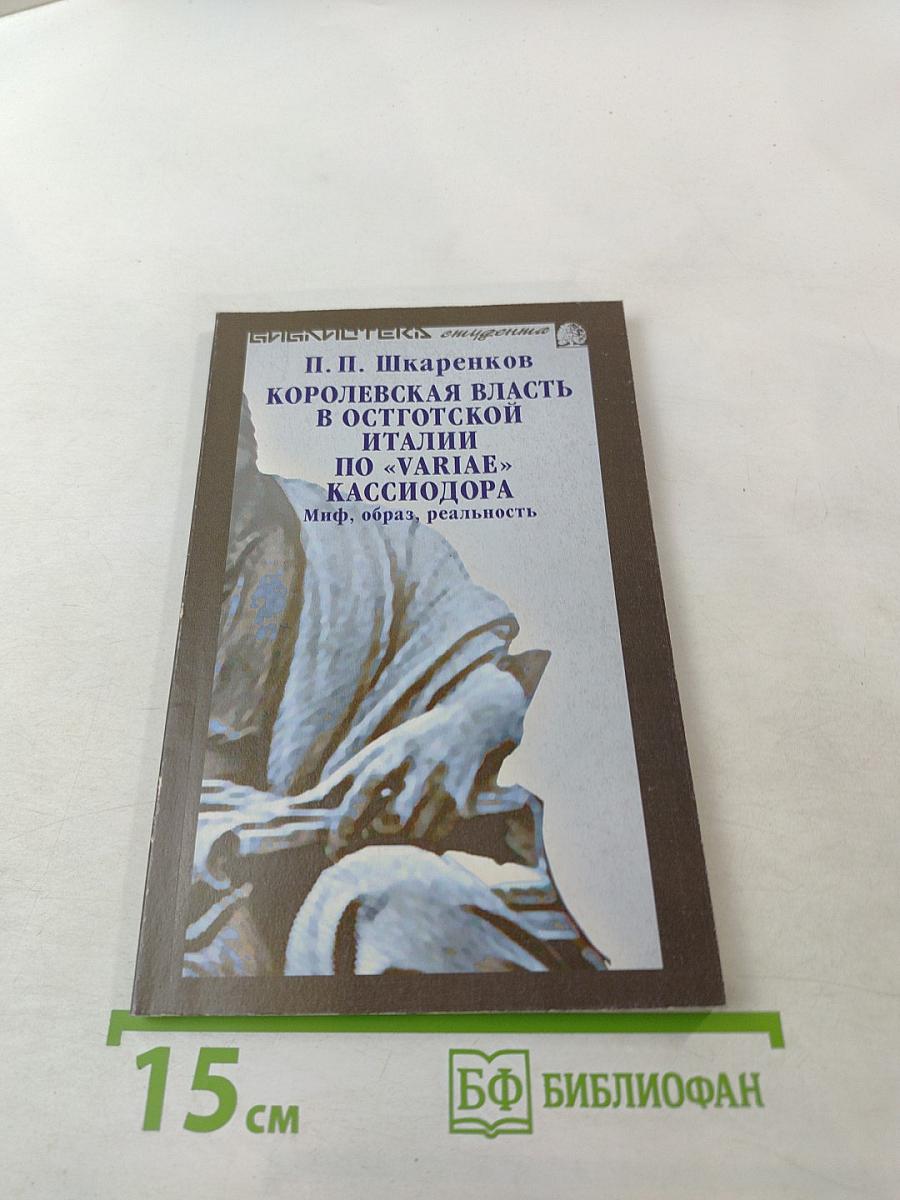 БИБЛИОТЕКА студента
П. П. Шкаренков
КОРОЛЕВСКАЯ ВЛАСТЬ
В ОСТГОТСКОЙ
ИТАЛИИ
ПО «VARIAE»
КАССИОДОРА
Миф, образ, реальность
15 см
БФ БИБЛИОФАН